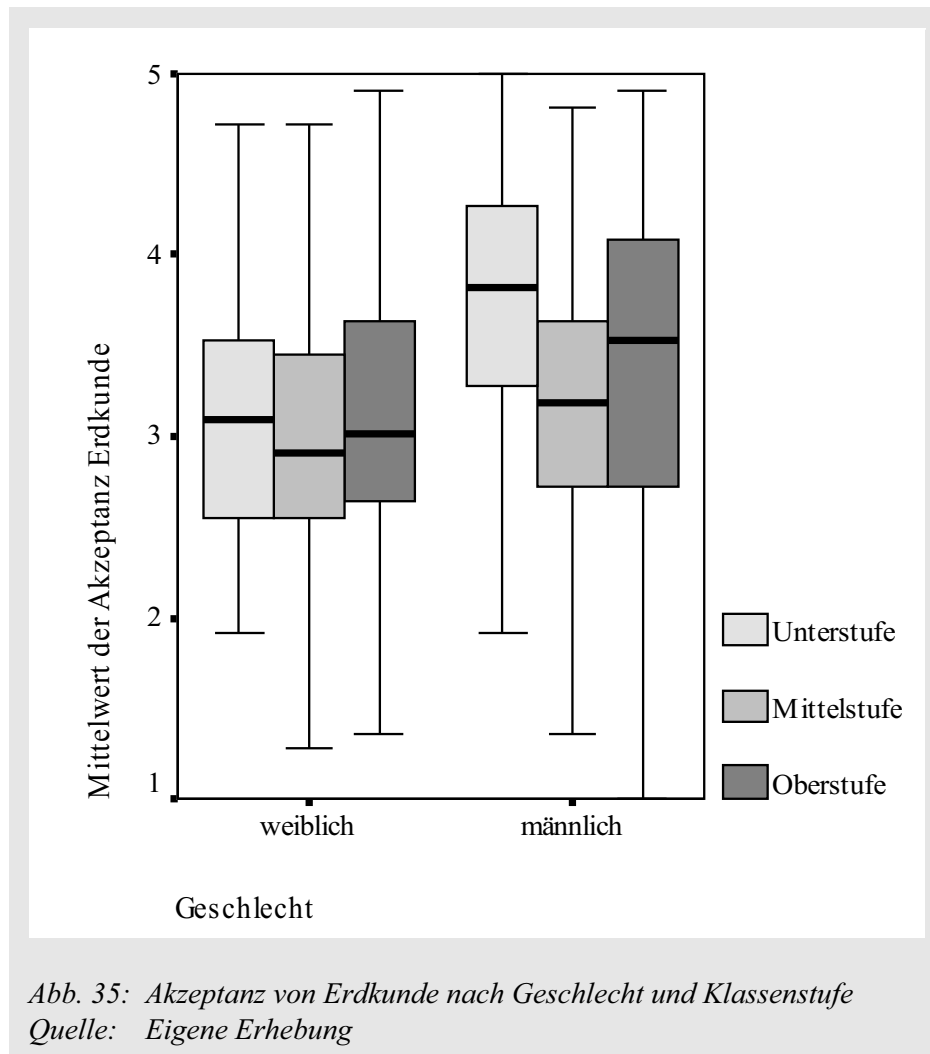 5
4
3
2
1
Mittelwert der Akzeptanz Erdkunde
weiblich
männlich
Geschlecht
Unterstufe
Mittelstufe
Oberstufe
Abb. 35: Akzeptanz von Erdkunde nach Geschlecht und Klassenstufe
Quelle: Eigene Erhebung